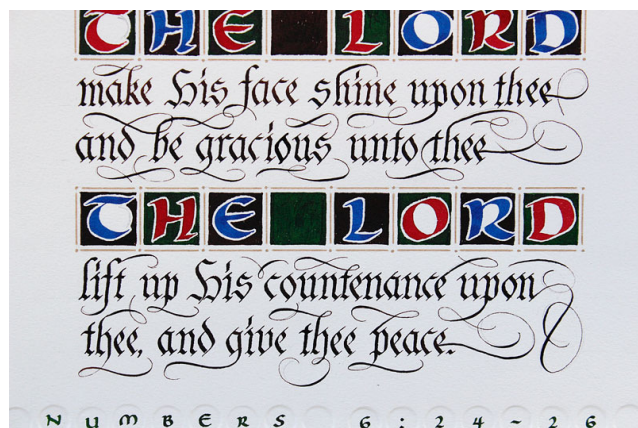 THE LORD
make His face shine upon thee
and be gracious unto thee
THE LORD
lift up His countenance upon
thee, and give thee peace.
NUMBERS 6:24-26